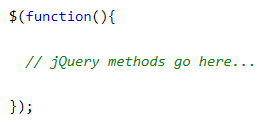 $(function(){
// jQuery methods go here...
});